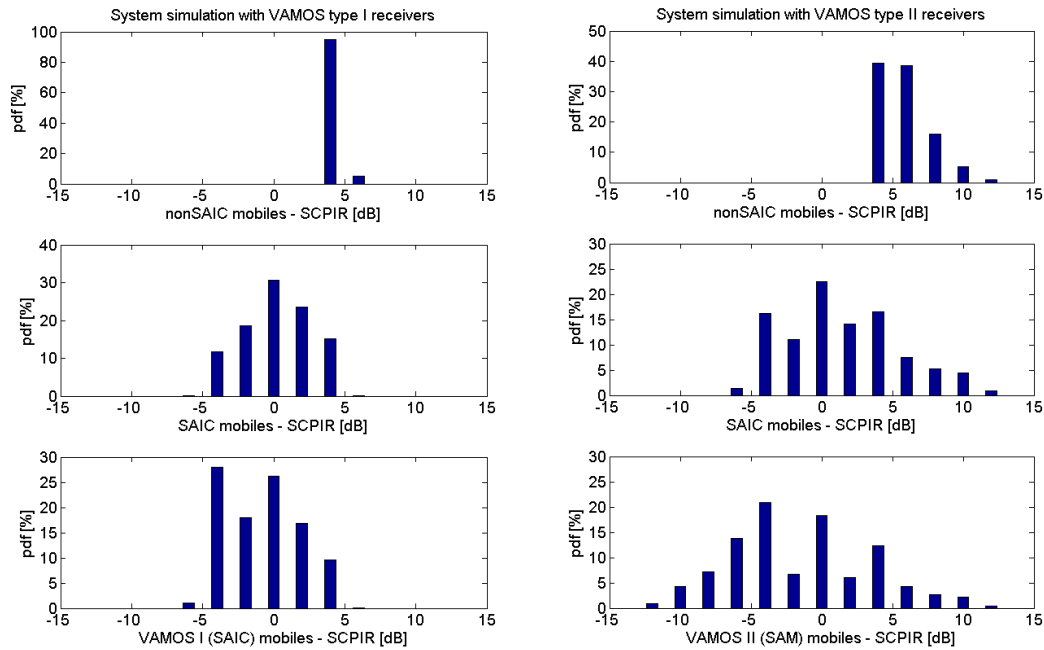 System simulation with VAMOS type I receivers
100
80
60
40
20
0
pdf [%]
-15 -10 -5 0 5 10 15
nonSAIC mobiles - SCPIR [dB]
40
30
20
10
0
pdf [%]
-15 -10 -5 0 5 10 15
SAIC mobiles - SCPIR [dB]
30
25
20
15
10
5
0
pdf [%]
-15 -10 -5 0 5 10 15
VAMOS I (SAIC) mobiles - SCPIR [dB]
System simulation with VAMOS type II receivers
50
40
30
20
10
0
pdf [%]
-15 -10 -5 0 5 10 15
nonSAIC mobiles - SCPIR [dB]
30
25
20
15
10
5
0
pdf [%]
-15 -10 -5 0 5 10 15
SAIC mobiles - SCPIR [dB]
30
25
20
15
10
5
0
pdf [%]
-15 -10 -5 0 5 10 15
VAMOS II (SAM) mobiles - SCPIR [dB]